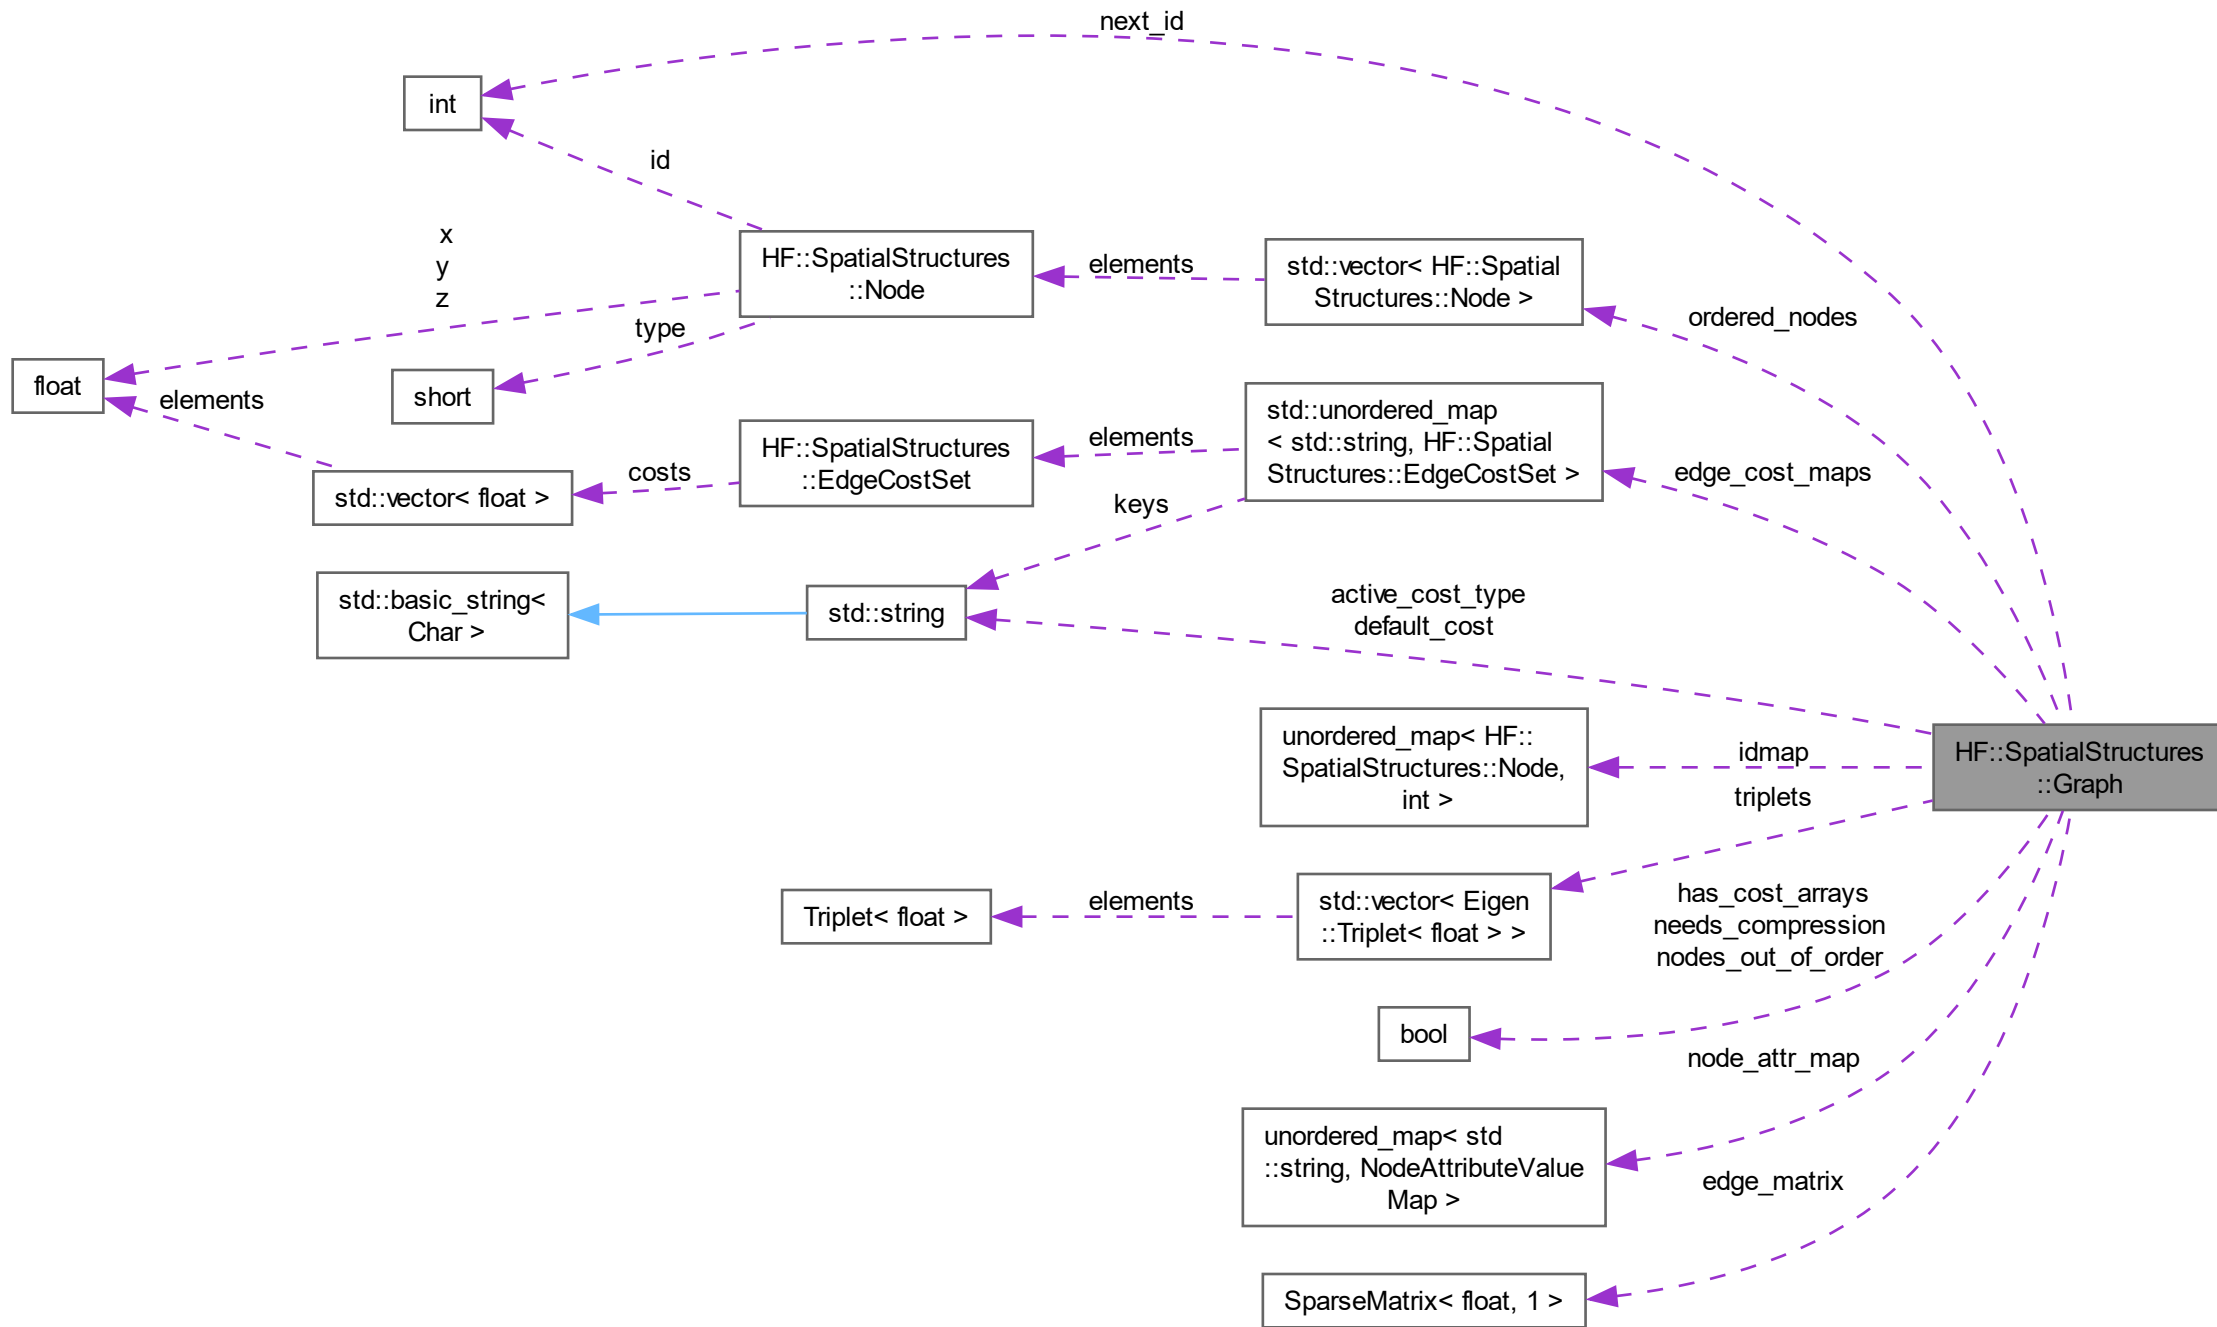 next_id
int
id
x
y
z
HF::SpatialStructures
::Node
elements
std::vector< HF::Spatial
Structures::Node >
ordered_nodes
type
float
short
elements
std::unordered_map
< std::string, HF::Spatial
Structures::EdgeCostSet >
elements
HF::SpatialStructures
::EdgeCostSet
costs
std::vector< float >
edge_cost_maps
keys
std::basic_string<
Char >
std::string
active_cost_type
default_cost
unordered_map< HF::
SpatialStructures::Node,
int >
idmap
HF::SpatialStructures
::Graph
triplets
Triplet< float >
elements
std::vector< Eigen
::Triplet< float > >
has_cost_arrays
needs_compression
nodes_out_of_order
bool
node_attr_map
unordered_map< std
::string, NodeAttributeValue
Map >
edge_matrix
SparseMatrix< float, 1 >